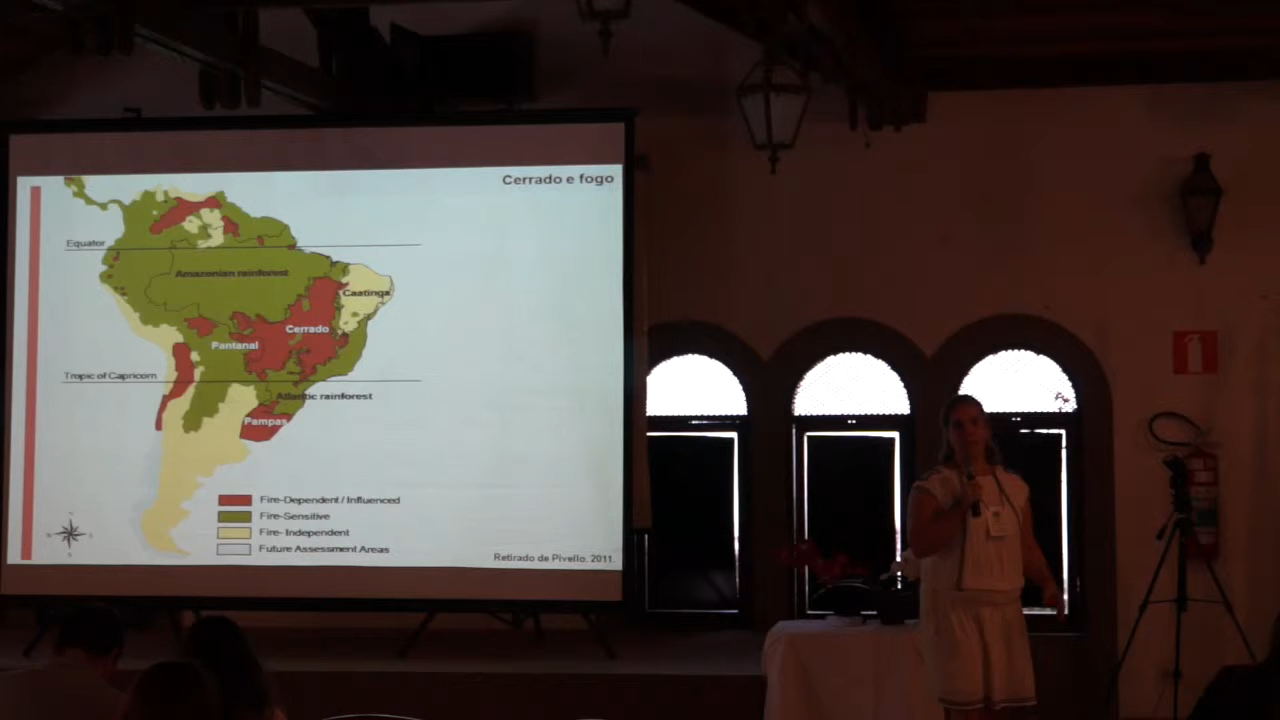 Cerrado e fogo
Equator
Amazonian rainforest
Caatinga
Cerrado
Pantanal
Tropic of Capricorn
Atlantic rainforest
Pampas
Fire-Dependent / Influenced
Fire-Sensitive
Fire- Independent
Future Assessment Areas
Retirado de Pivello, 2011.